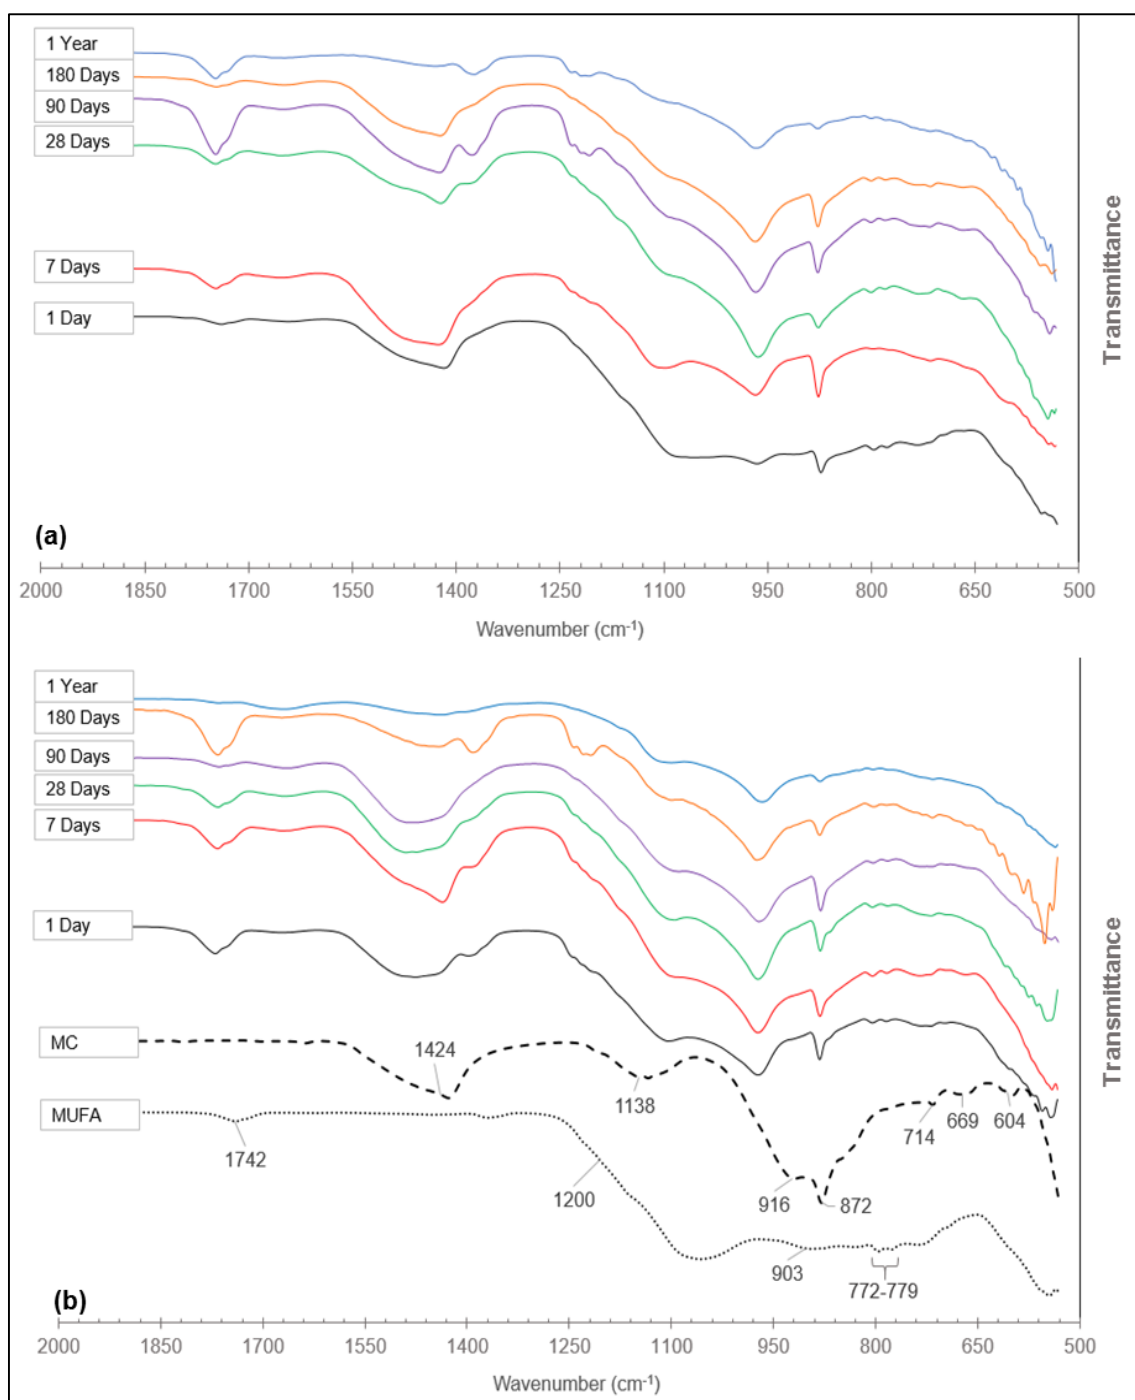 1 Year
180 Days
90 Days
28 Days
7 Days
1 Day
Transmittance
(a)
2000 1850 1700 1550 1400 1250 1100 950 800 650 500
Wavenumber (cm-1)
1 Year
180 Days
90 Days
28 Days
7 Days
1 Day
MC
MUFA
1424
1138
1742
1200
916
872
714
669
604
903
772-779
Transmittance
(b)
2000 1850 1700 1550 1400 1250 1100 950 800 650 500
Wavenumber (cm-1)